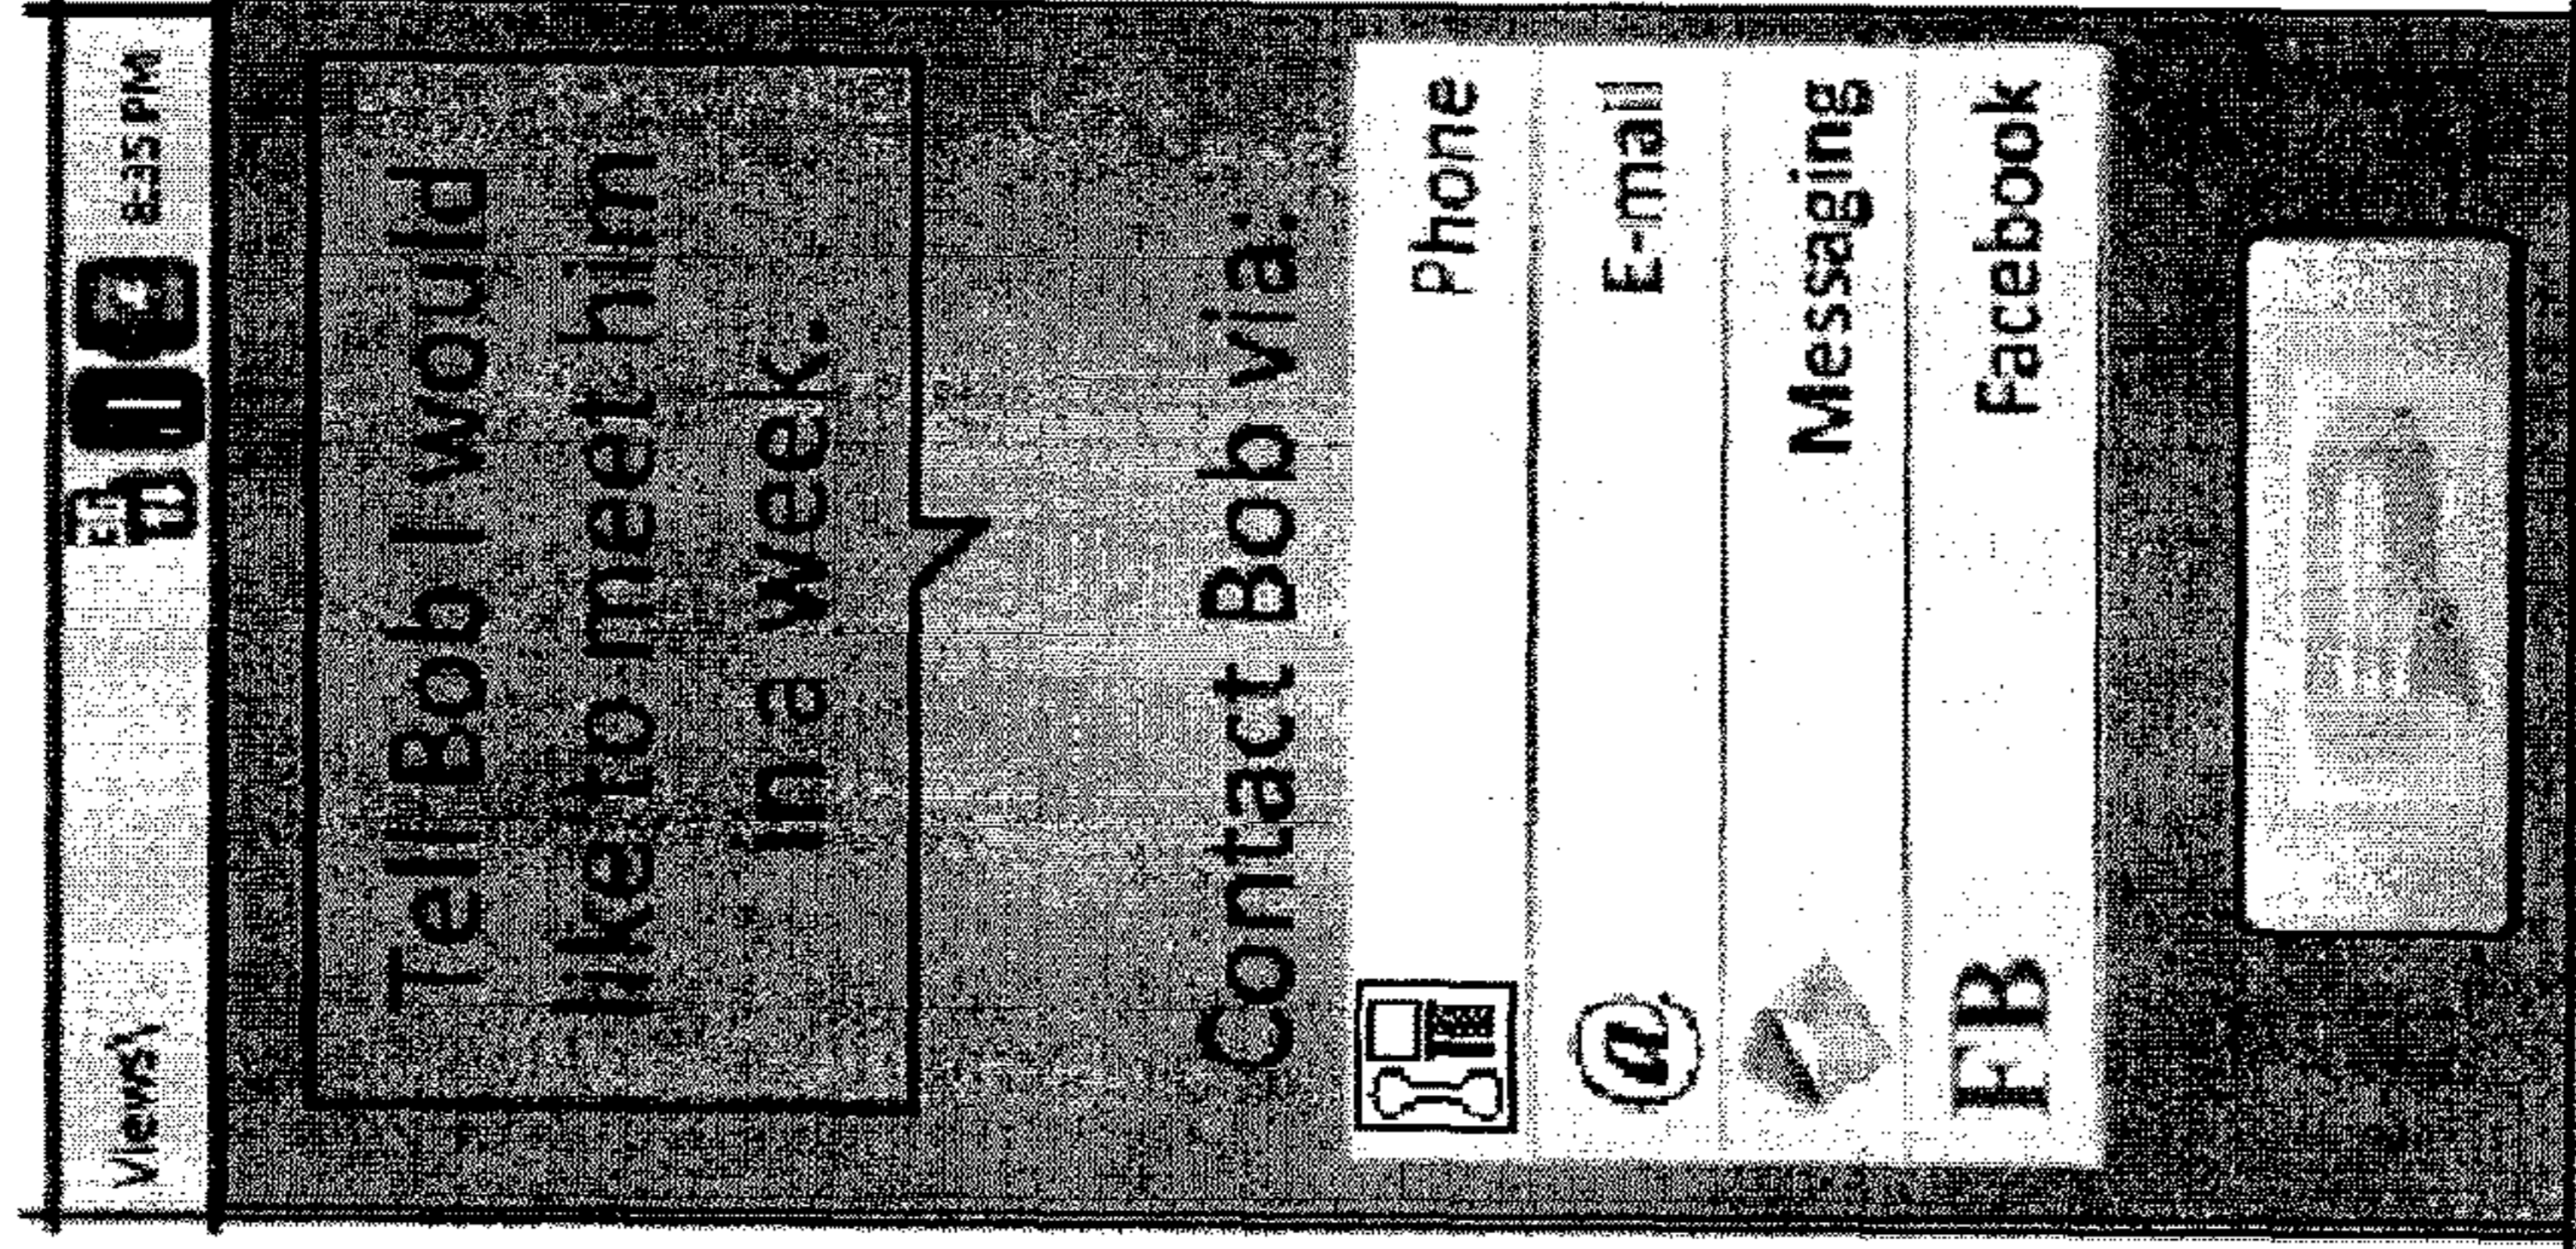 Views\ 8:35 PM
Tell Bob I would
like to meet him
in a week.
Contact Bob via:
Phone
@ E-mail
Messaging
FB Facebook